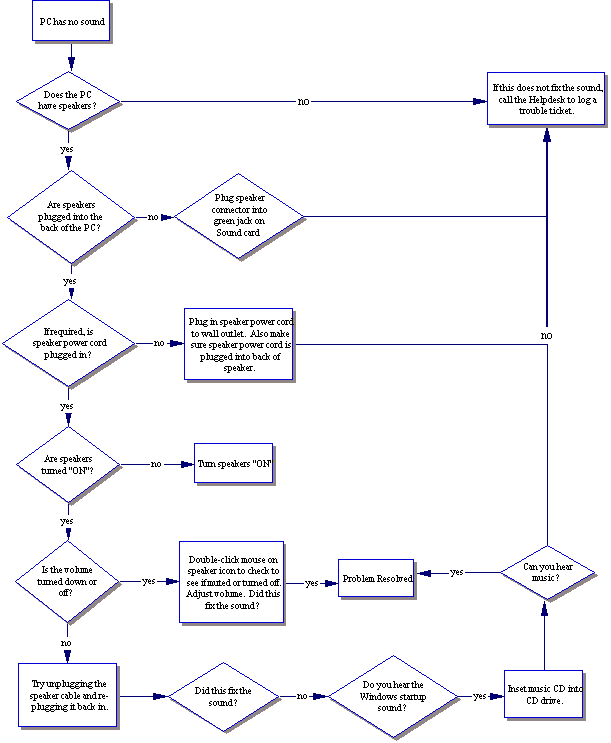 PC has no sound
Does the PC
have speakers?
no
If this does not fix the sound,
call the Helpdesk to log a
trouble ticket.
yes
Are speakers
plugged into the
back of the PC?
no
Plug speaker
connector into
green jack on
Sound card
yes
If required, is
speaker power cord
plugged in?
no
Plug in speaker power cord
to wall outlet. Also make
sure speaker power cord is
plugged into back of
speaker.
no
yes
Are speakers
turned "ON"?
no
Turn speakers "ON"
yes
Is the volume
turned down or
off?
yes
Double-click mouse on
speaker icon to check to
see if muted or turned off.
Adjust volume. Did this
fix the sound?
yes
Problem Resolved
yes
Can you hear
music?
no
Try unplugging the
speaker cable and re-
plugging it back in.
Did this fix the
sound?
no
Do you hear the
Windows startup
sound?
yes
Inset music CD into
CD drive.